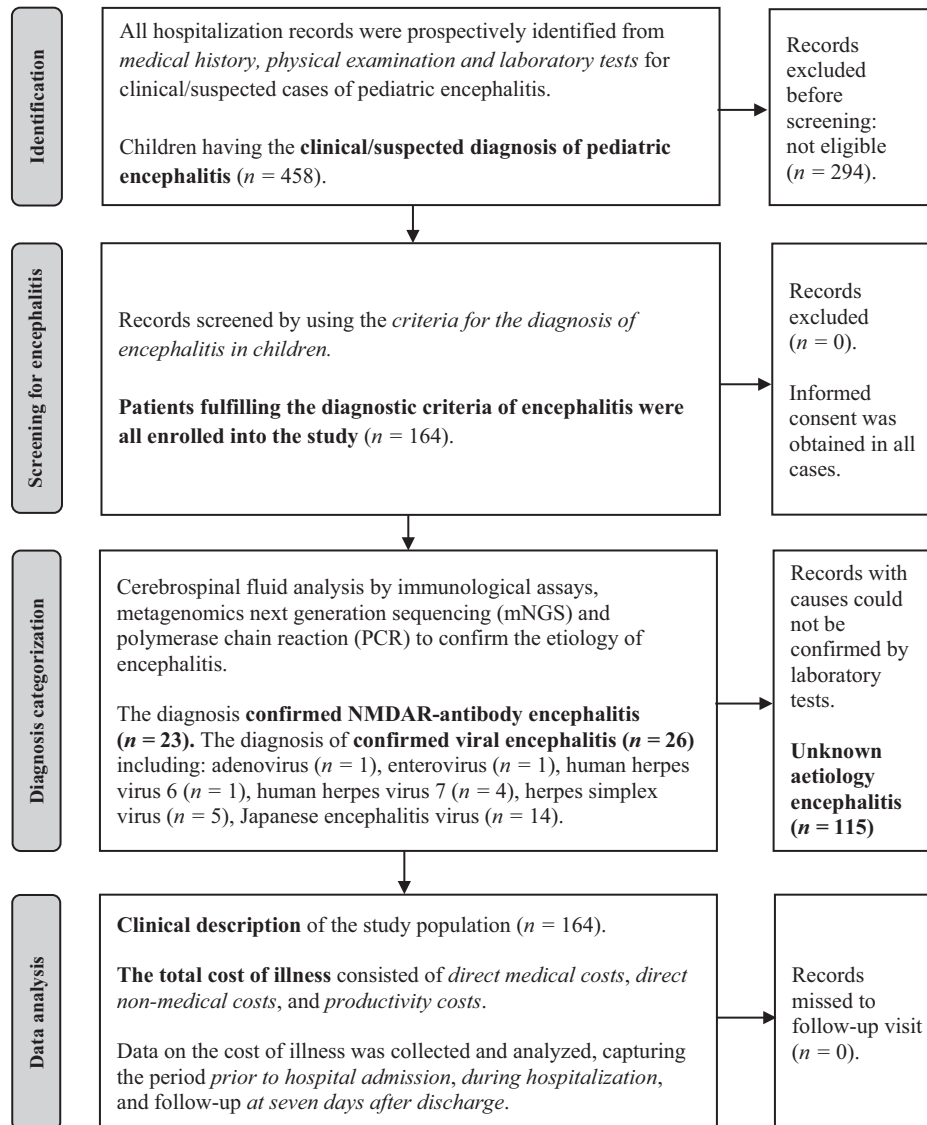 Identification
All hospitalization records were prospectively identified from
medical history, physical examination and laboratory tests for
clinical/suspected cases of pediatric encephalitis.
Children having the clinical/suspected diagnosis of pediatric
encephalitis (n = 458).
Records
excluded
before
screening:
not eligible
(n = 294).
Screening for encephalitis
Records screened by using the criteria for the diagnosis of
encephalitis in children.
Patients fulfilling the diagnostic criteria of encephalitis were
all enrolled into the study (n = 164).
Records
excluded
(n = 0).
Informed
consent was
obtained in all
cases.
Diagnosis categorization
Cerebrospinal fluid analysis by immunological assays,
metagenomics next generation sequencing (mNGS) and
polymerase chain reaction (PCR) to confirm the etiology of
encephalitis.
The diagnosis confirmed NMDAR-antibody encephalitis
(n = 23). The diagnosis of confirmed viral encephalitis (n = 26)
including: adenovirus (n = 1), enterovirus (n = 1), human herpes
virus 6 (n = 1), human herpes virus 7 (n = 4), herpes simplex
virus (n = 5), Japanese encephalitis virus (n = 14).
Records with
causes could
not be
confirmed by
laboratory
tests.
Unknown
aetiology
encephalitis
(n = 115)
Data analysis
Clinical description of the study population (n = 164).
The total cost of illness consisted of direct medical costs, direct
non-medical costs, and productivity costs.
Data on the cost of illness was collected and analyzed, capturing
the period prior to hospital admission, during hospitalization,
and follow-up at seven days after discharge.
Records
missed to
follow-up visit
(n = 0).